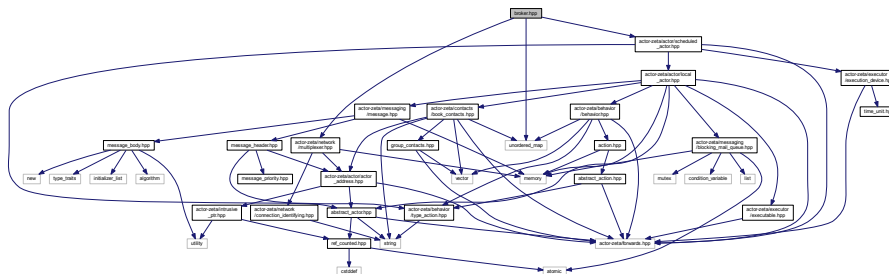 broker.hpp
actor-zeta/actor/scheduled
_actor.hpp
actor-zeta/actor/local
_actor.hpp
actor-zeta/executor
/execution_device.h
time_unit.h
actor-zeta/messaging
/message.hpp
actor-zeta/contacts
/book_contacts.hpp
actor-zeta/behavior
/behavior.hpp
message_body.hpp
message_header.hpp
actor-zeta/network
/multiplexer.hpp
group_contacts.hpp
unordered_map
action.hpp
actor-zeta/messaging
/blocking_mail_queue.hpp
new
type_traits
initializer_list
algorithm
message_priority.hpp
actor-zeta/actor/actor
_address.hpp
vector
memory
abstract_action.hpp
mutex
condition_variable
list
actor-zeta/intrusive
_ptr.hpp
actor-zeta/network
/connection_identifying.hpp
abstract_actor.hpp
actor-zeta/behavior
/type_action.hpp
actor-zeta/executor
/executable.hpp
utility
ref_counted.hpp
string
actor-zeta/forwards.hpp
cstddef
atomic